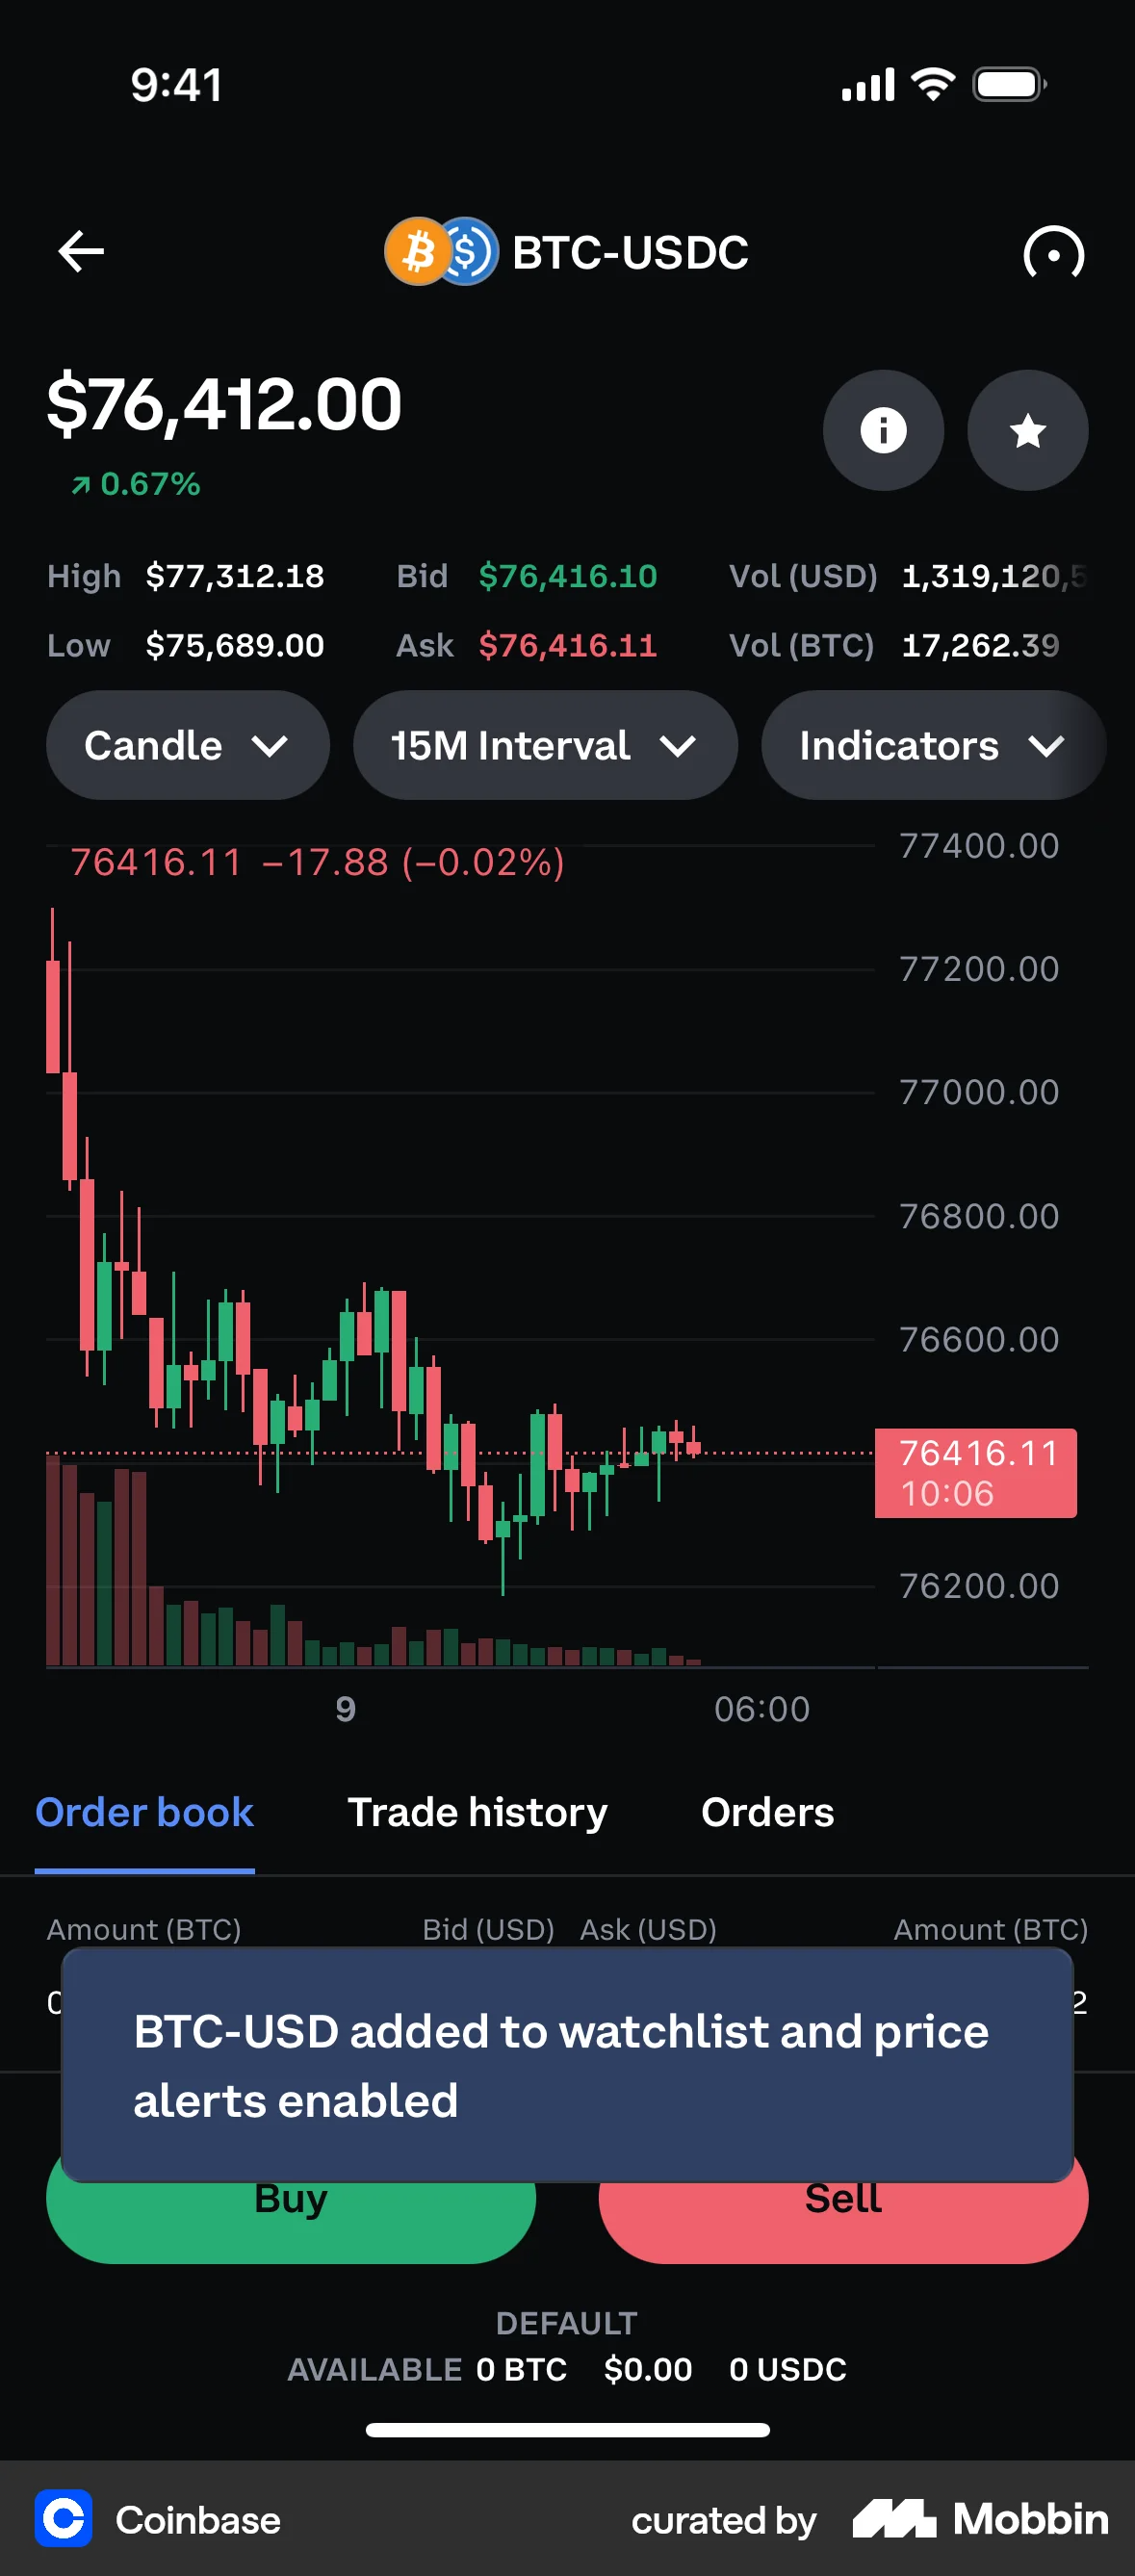 9:41
BTC-USDC
$76,412.00
↗ 0.67%
High $77,312.18 Bid $76,416.10 Vol (USD) 1,319,120,5
Low $75,689.00 Ask $76,416.11 Vol (BTC) 17,262.39
Candle 15M Interval Indicators
77400.00
76416.11 −17.88 (−0.02%)
77200.00
77000.00
76800.00
76600.00
76416.11
10:06
76200.00
9 06:00
Order book Trade history Orders
Amount (BTC) Bid (USD) Ask (USD) Amount (BTC)
BTC-USD added to watchlist and price
alerts enabled
Buy Sell
DEFAULT
AVAILABLE 0 BTC $0.00 0 USDC
Coinbase curated by Mobbin